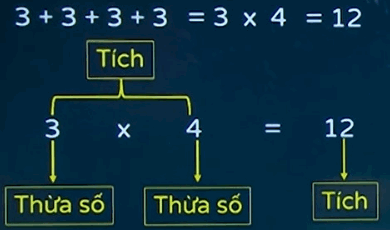 3 + 3 + 3 + 3 = 3 x 4 = 12
Tích
3 x 4 = 12
Thừa số Thừa số Tích